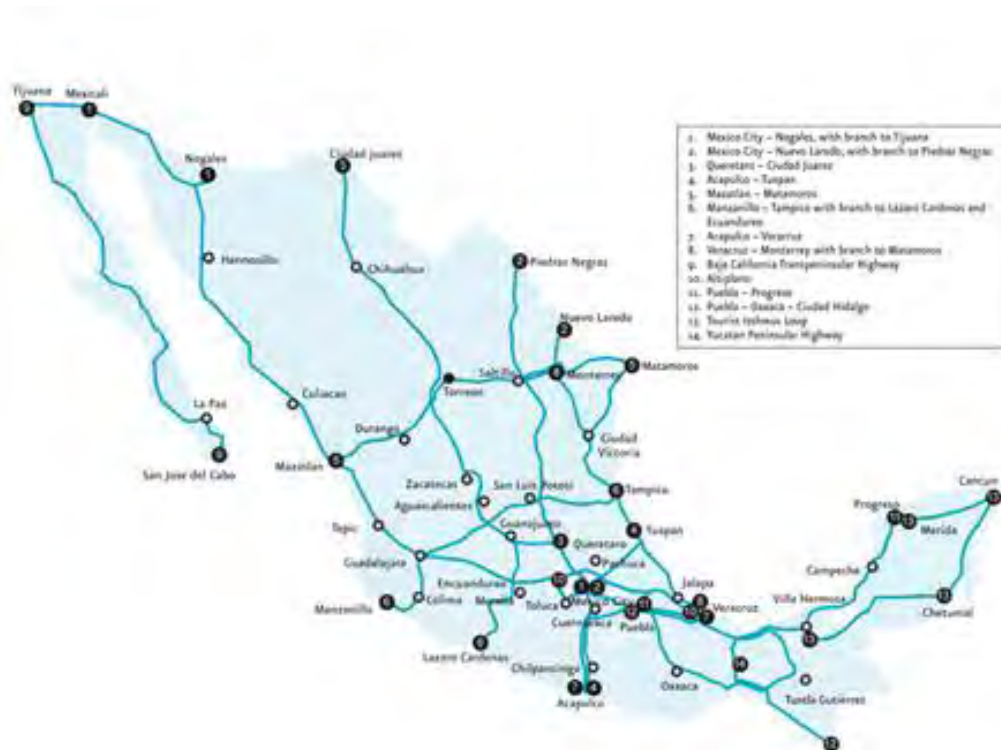 Tijuana
Mexicali
Nogales
Ciudad Juarez
1. Mexico City – Nogales, with branch to Tijuana
2. Mexico City – Nuevo Laredo, with branch to Piedras Negras
3. Queretaro – Ciudad Juarez
4. Acapulco – Tuxpan
5. Mazatlan – Matamoros
6. Manzanillo – Tampico with branch to Lazaro Cardenas and
Ecuandureo
7. Acapulco – Veracruz
8. Veracruz – Monterrey with branch to Matamoros
9. Baja California Transpeninsular Highway
10. Altiplano
11. Puebla – Progreso
12. Puebla – Oaxaca – Ciudad Hidalgo
13. Tourist Isthmus Loop
14. Yucatan Peninsular Highway
Hermosillo
Chihuahua
Piedras Negras
Nuevo Laredo
Saltillo
Monterrey
Matamoros
Torreon
Culiacan
La Paz
Durango
Ciudad
Victoria
San Jose del Cabo
Mazatlan
Zacatecas
San Luis Potosi
Tampico
Cancun
Aguascalientes
Progreso
Merida
Tepic
Guanajuato
Tuxpan
Queretaro
Guadalajara
Pachuca
Campeche
Encuandureo
Jalapa
Villa Hermosa
Manzanillo
Colima
Morelia
Toluca
Mexico City
Veracruz
Chetumal
Cuernavaca
Puebla
Lazaro Cardenas
Chilpancingo
Oaxaca
Tuxtla Gutierrez
Acapulco